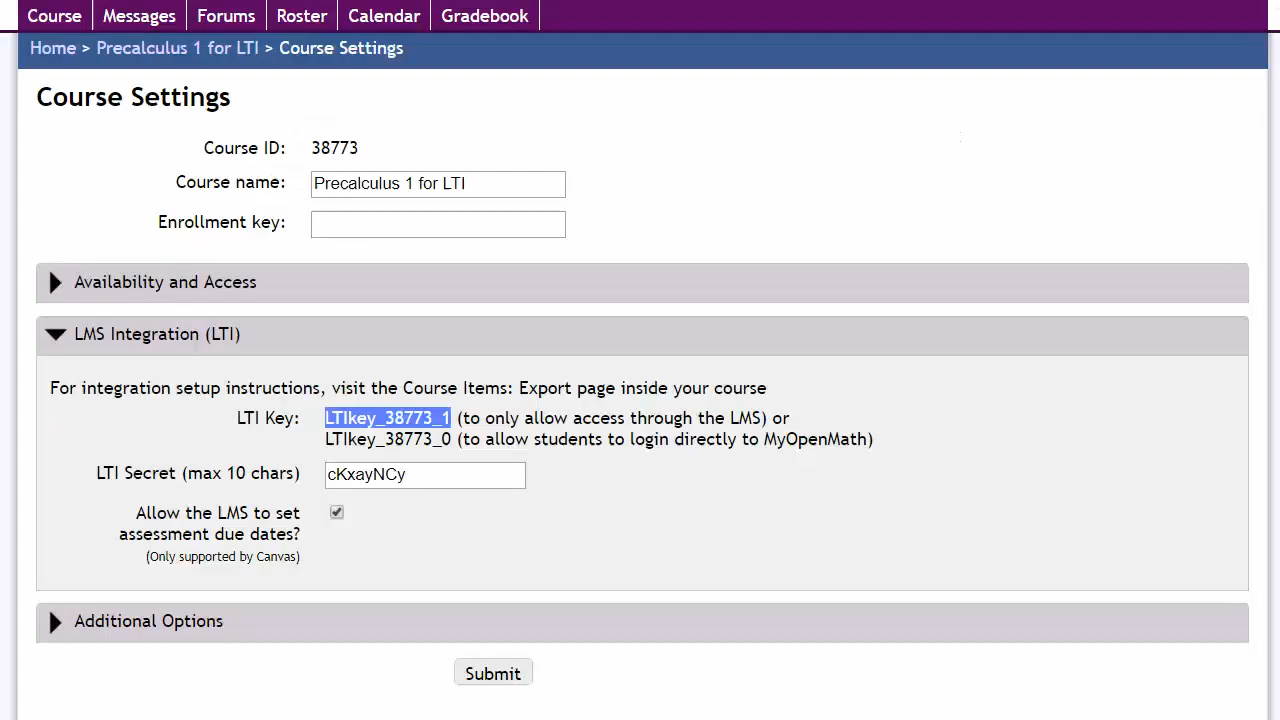 Course Messages Forums Roster Calendar Gradebook
Home > Precalculus 1 for LTI > Course Settings
Course Settings
Course ID: 38773
Course name: Precalculus 1 for LTI
Enrollment key:
Availability and Access
LMS Integration (LTI)
For integration setup instructions, visit the Course Items: Export page inside your course
LTI Key: LTIkey_38773_1 (to only allow access through the LMS) or
LTIkey_38773_0 (to allow students to login directly to MyOpenMath)
LTI Secret (max 10 chars) cKxayNCy
Allow the LMS to set
assessment due dates?
(Only supported by Canvas)
Additional Options
Submit